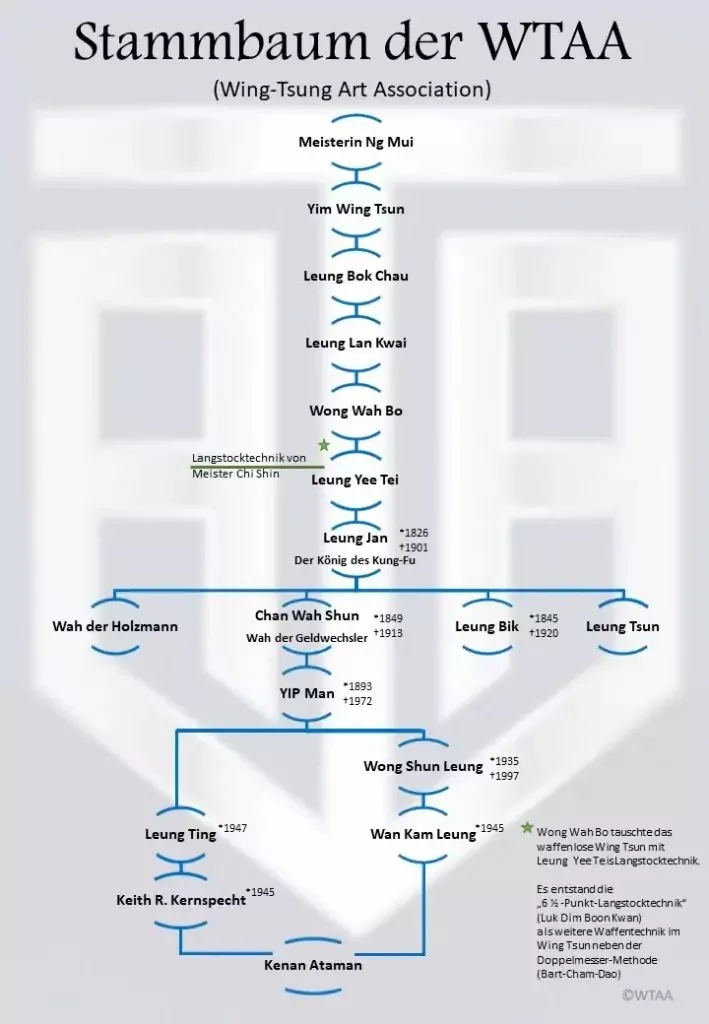 Stammbaum der WTAA
(Wing-Tsung Art Association)
Meisterin Ng Mui
Yim Wing Tsun
Leung Bok Chau
Leung Lan Kwai
Wong Wah Bo
Langstocktechnik von
Meister Chi Shin
Leung Yee Tei
Leung Jan *1826
†1901
Der König des Kung-Fu
Wah der Holzmann
Chan Wah Shun *1849
Wah der Geldwechsler †1913
Leung Bik *1845
†1920
Leung Tsun
YIP Man *1893
†1972
Wong Shun Leung *1935
†1997
Leung Ting *1947
Wan Kam Leung *1945
Keith R. Kernspecht *1945
Kenan Ataman
Wong Wah Bo tauschte das
waffenlose Wing Tsun mit
Leung Yee Teis Langstocktechnik.
Es entstand die
„6 ½ -Punkt-Langstocktechnik“
(Luk Dim Boon Kwan)
als weitere Waffentechnik im
Wing Tsun neben der
Doppelmesser-Methode
(Bart-Cham-Dao)
©WTAA